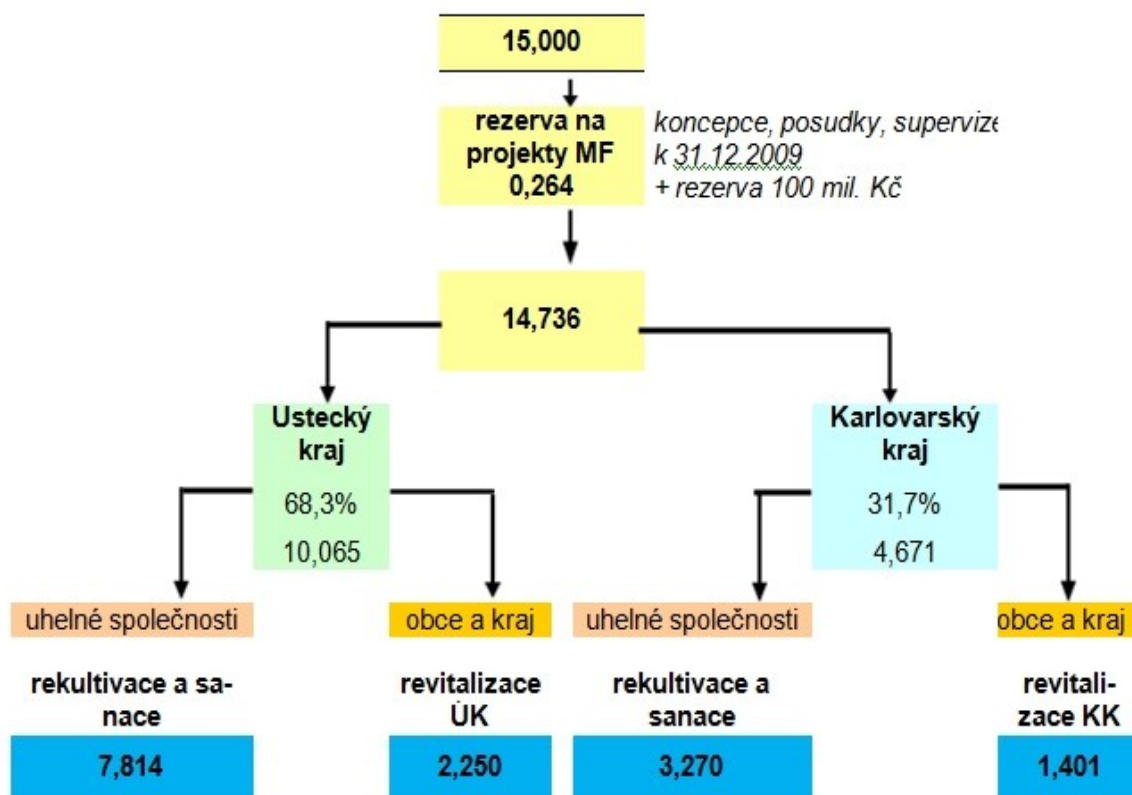 15,000
rezerva na
projekty MF
0,264
koncepce, posudky, supervize
k 31.12.2009
+ rezerva 100 mil. Kč
14,736
Ustecký
kraj
68,3%
10,065
Karlovarský
kraj
31,7%
4,671
uhelné společnosti
obce a kraj
uhelné společnosti
obce a kraj
rekultivace a sa-
nace
revitalizace
ÚK
rekultivace a
sanace
revitali-
zace KK
7,814
2,250
3,270
1,401